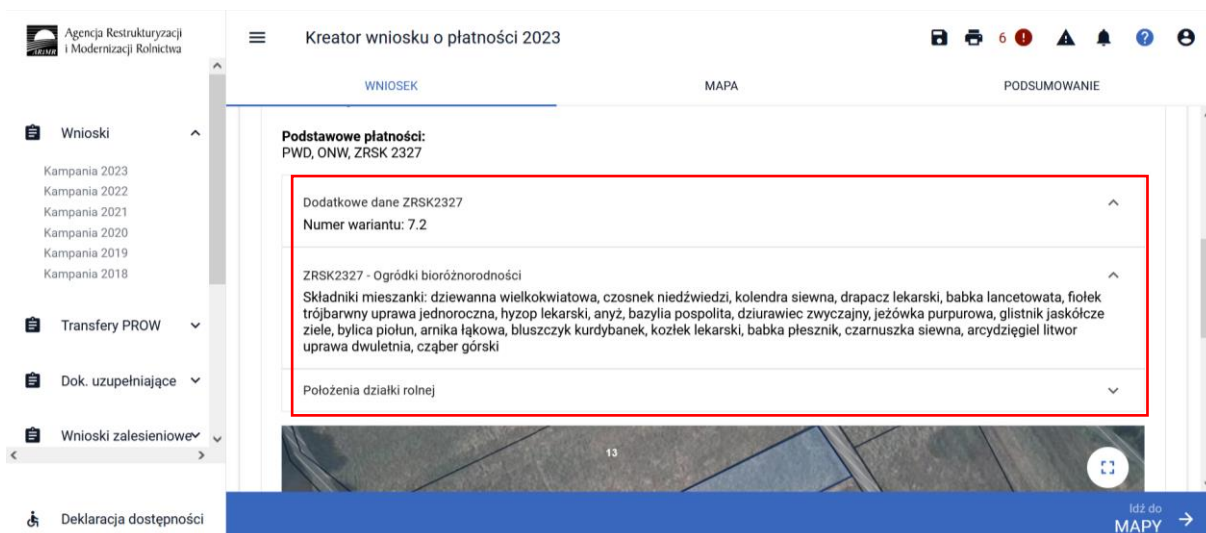 Agencja Restrukturyzacji
i Modernizacji Rolnictwa
ARiMR
Kreator wniosku o płatności 2023
6
WNIOSEK
MAPA
PODSUMOWANIE
Wnioski
Kampania 2023
Kampania 2022
Kampania 2021
Kampania 2020
Kampania 2019
Kampania 2018
Transfery PROW
Dok. uzupełniające
Wnioski zalesieniowe
Deklaracja dostępności
Podstawowe płatności:
PWD, ONW, ZRSK 2327
Dodatkowe dane ZRSK2327
Numer wariantu: 7.2
ZRSK2327 - Ogródki bioróżnorodności
Składniki mieszanki: dziewanna wielkokwiatowa, czosnek niedźwiedzi, kolendra siewna, drapacz lekarski, babka lancetowata, fiołek
trójbarwny uprawa jednoroczna, hyzop lekarski, anyż, bazylia pospolita, dziurawiec zwyczajny, jeżówka purpurowa, glistnik jaskółcze
ziele, bylica piołun, arnika łąkowa, bluszczyk kurdybanek, kozłek lekarski, babka płesznik, czarnuszka siewna, arcydzięgiel litwor
uprawa dwuletnia, cząber górski
Położenia działki rolnej
13
Idź do
MAPY